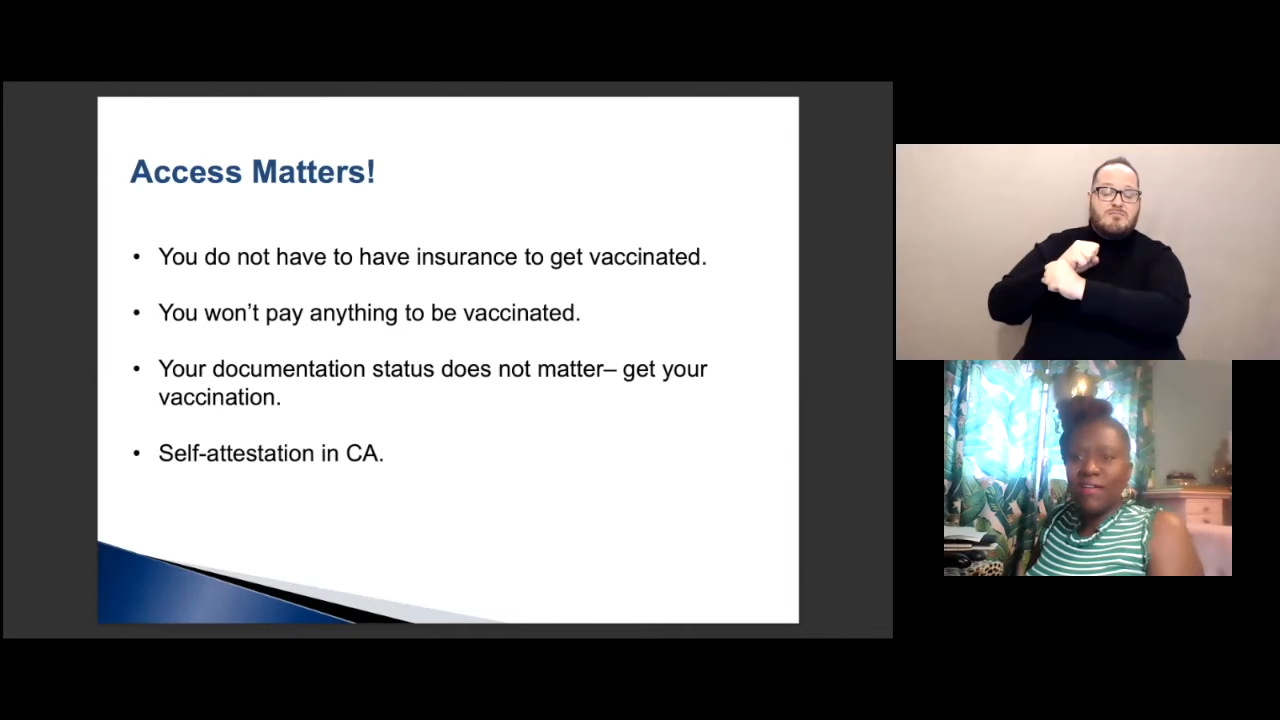 Access Matters!
• You do not have to have insurance to get vaccinated.
• You won’t pay anything to be vaccinated.
• Your documentation status does not matter– get your
vaccination.
• Self-attestation in CA.